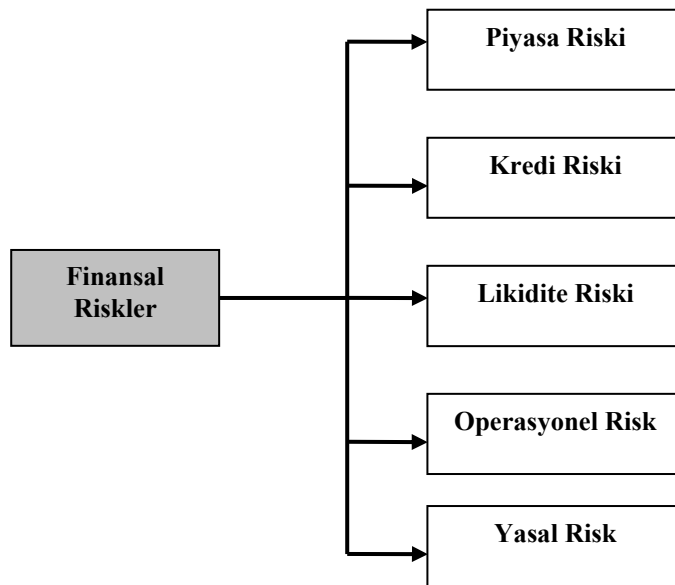 Piyasa Riski
Kredi Riski
Finansal
Riskler
Likidite Riski
Operasyonel Risk
Yasal Risk